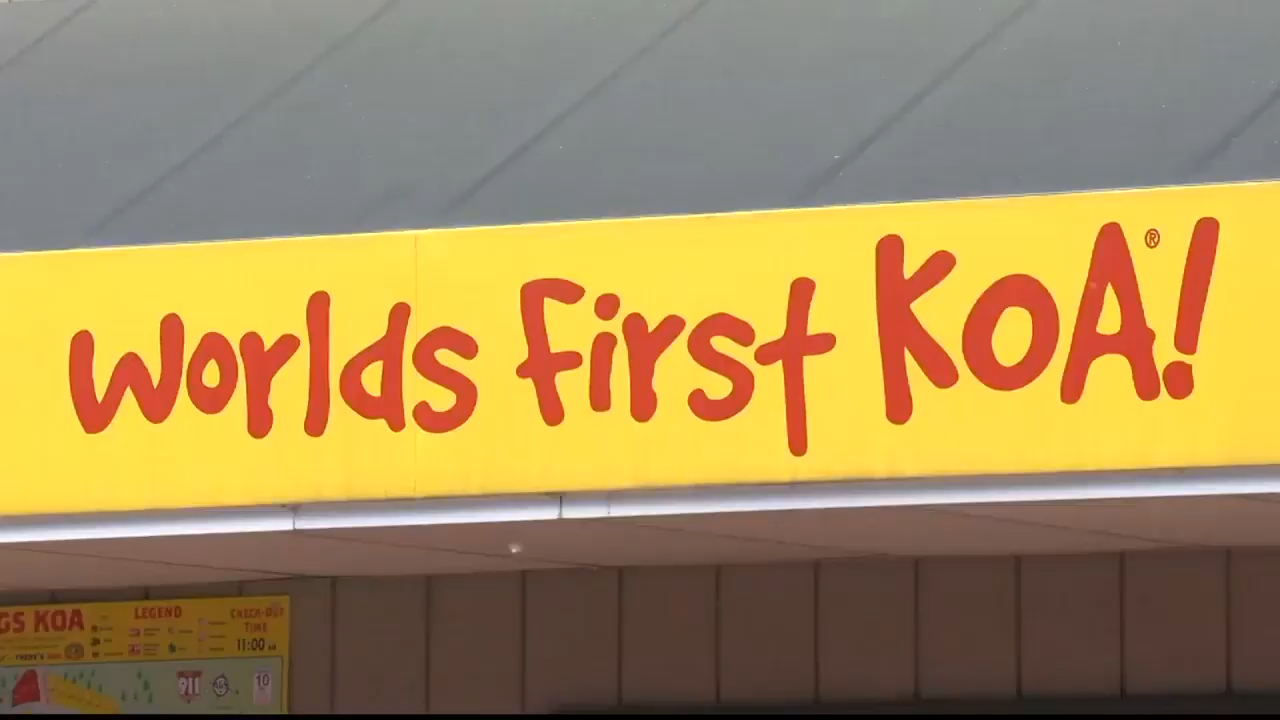 Worlds First KOA!®
GS KOA
LEGEND
CHECK-OUT
TIME
11:00
911
10